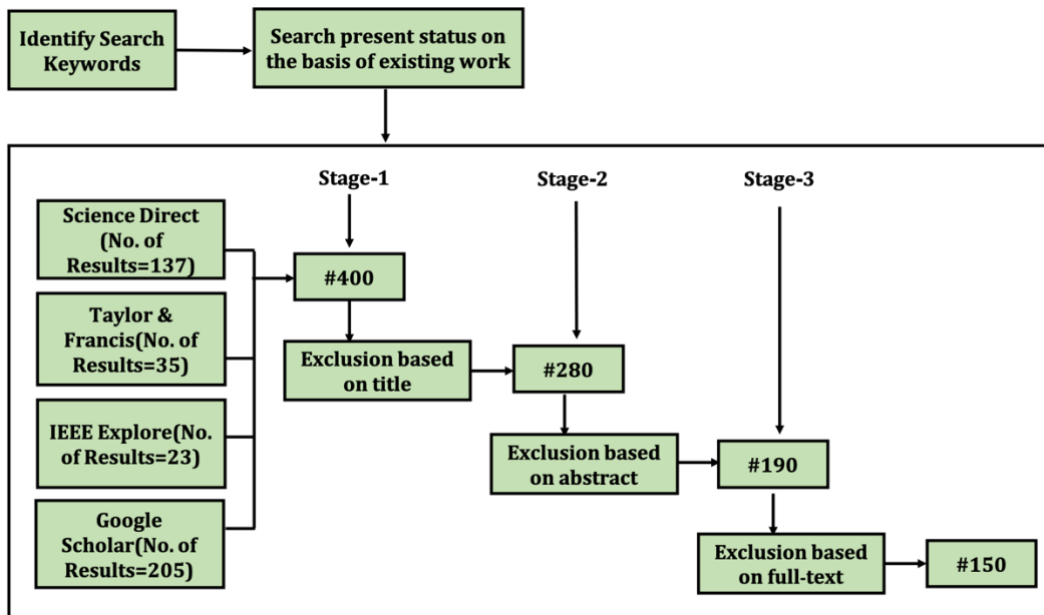 Identify Search
Keywords
Search present status on
the basis of existing work
Stage-1
Stage-2
Stage-3
Science Direct
(No. of
Results=137)
Taylor &
Francis(No. of
Results=35)
IEEE Explore(No.
of Results=23)
Google
Scholar(No. of
Results=205)
#400
Exclusion based
on title
#280
Exclusion based
on abstract
#190
Exclusion based
on full-text
#150